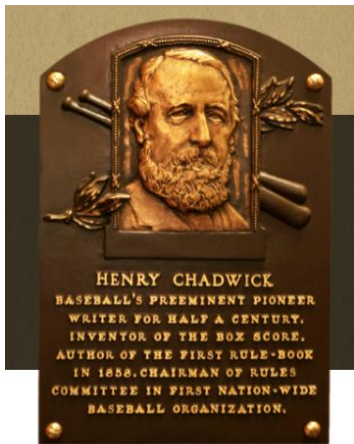 HENRY CHADWICK
BASEBALL'S PREEMINENT PIONEER
WRITER FOR HALF A CENTURY.
INVENTOR OF THE BOX SCORE.
AUTHOR OF THE FIRST RULE-BOOK
IN 1858. CHAIRMAN OF RULES
COMMITTEE IN FIRST NATION-WIDE
BASEBALL ORGANIZATION.